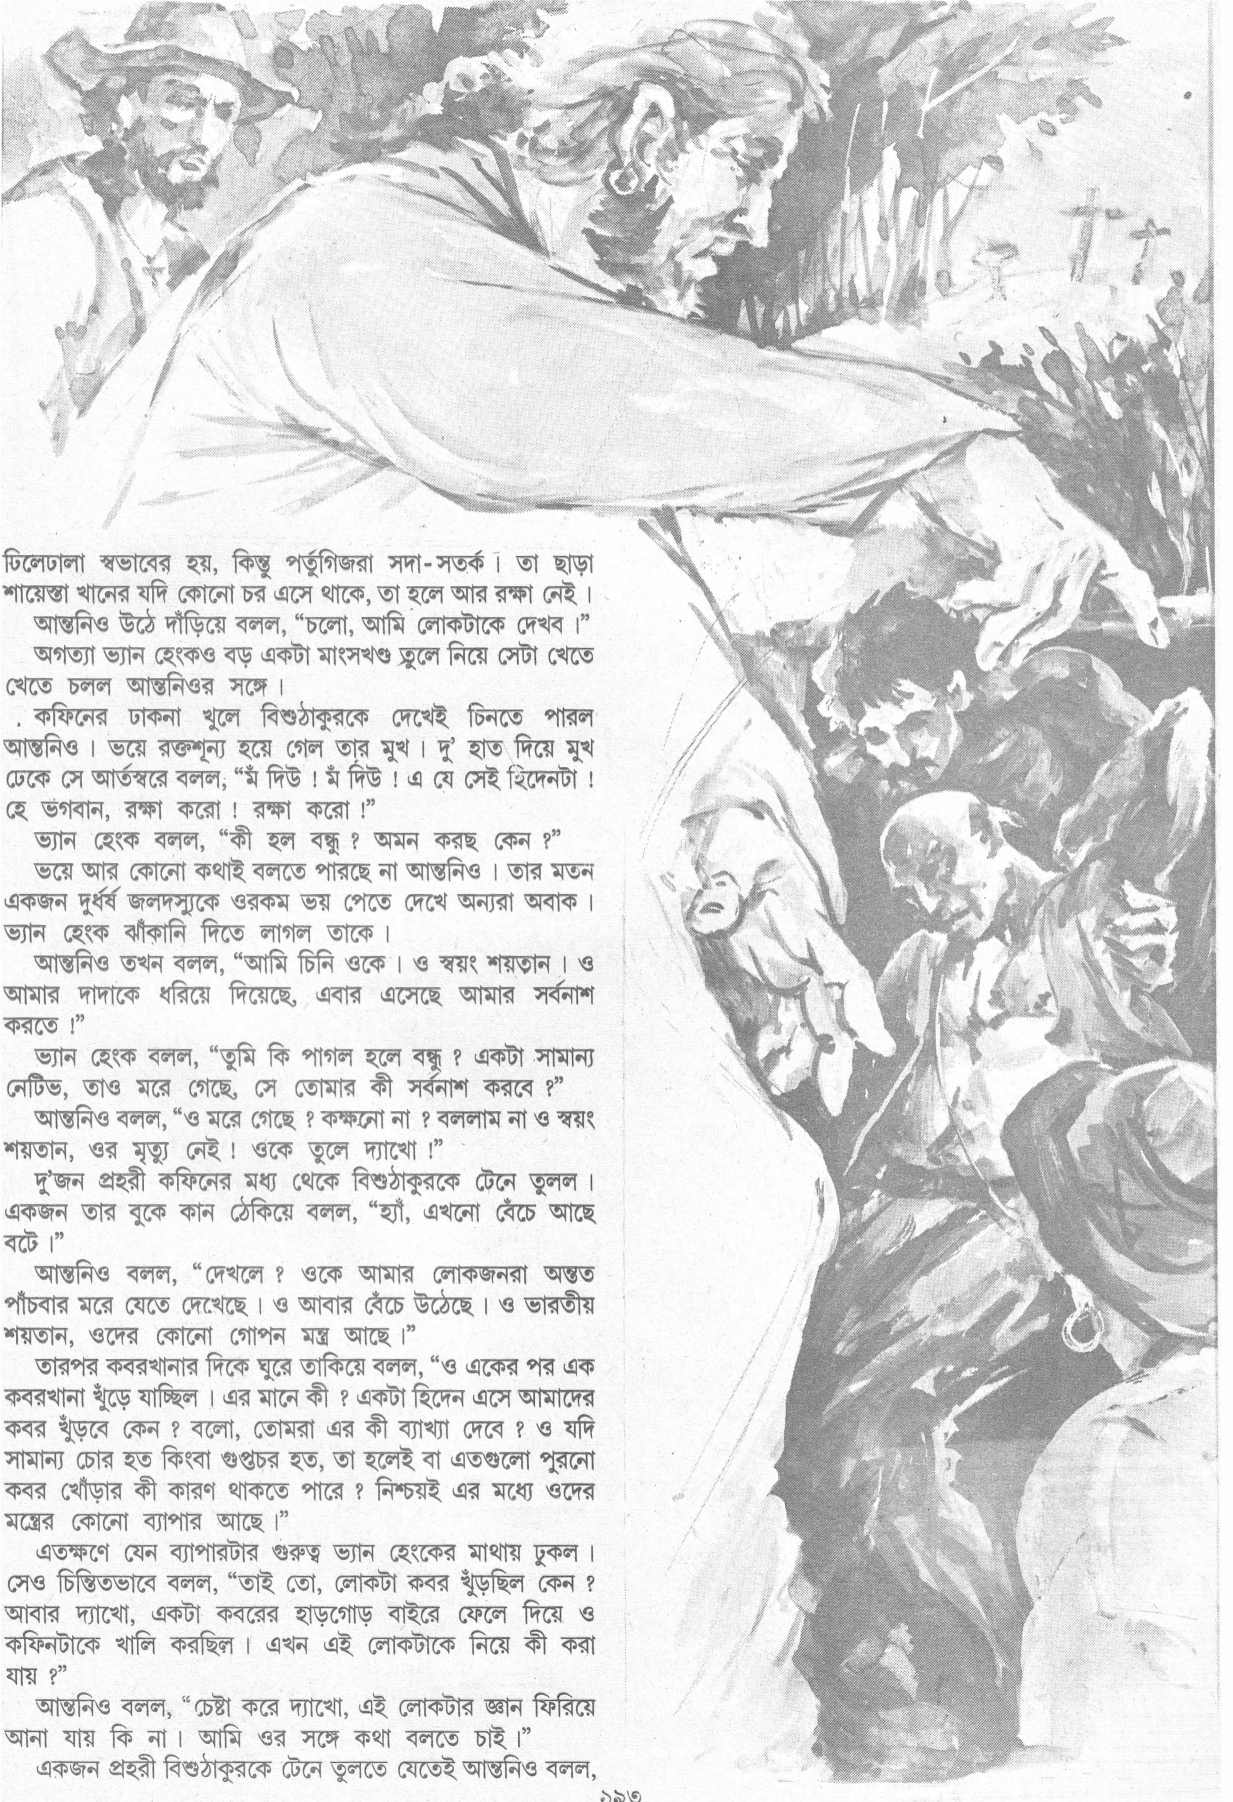 ঢিলেঢালা স্বভাবের হয়, কিন্তু পর্তুগিজরা সদা-সতর্ক। তা ছাড়া
শায়েস্তা খানের যদি কোনো চর এসে থাকে, তা হলে আর রক্ষা নেই।
আন্তনিও উঠে দাঁড়িয়ে বলল, “চলো, আমি লোকটাকে দেখব।”
অগত্যা ভ্যান হেংকও বড় একটা মাংসখণ্ড তুলে নিয়ে সেটা খেতে
খেতে চলল আন্তনিওর সঙ্গে।
কফিনের ঢাকনা খুলে বিশুঠাকুরকে দেখেই চিনতে পারল
আন্তনিও। ভয়ে রক্তশূন্য হয়ে গেল তার মুখ। দু’ হাত দিয়ে মুখ
ঢেকে সে আর্তস্বরে বলল, “মঁ দিউ! মঁ দিউ! এ যে সেই হিদেনটা!
হে ভগবান, রক্ষা করো! রক্ষা করো!”
ভ্যান হেংক বলল, “কী হল বন্ধু? অমন করছ কেন?”
ভয়ে আর কোনো কথাই বলতে পারছে না আন্তনিও। তার মতন
একজন দুর্ধর্ষ জলদস্যুকে ওরকম ভয় পেতে দেখে অন্যরা অবাক।
ভ্যান হেংক ঝাঁকানি দিতে লাগল তাকে।
আন্তনিও তখন বলল, “আমি চিনি ওকে। ও স্বয়ং শয়তান। ও
আমার দাদাকে ধরিয়ে দিয়েছে, এবার এসেছে আমার সর্বনাশ
করতে!”
ভ্যান হেংক বলল, “তুমি কি পাগল হলে বন্ধু? একটা সামান্য
নেটিভ, তাও মরে গেছে, সে তোমার কী সর্বনাশ করবে?”
আন্তনিও বলল, “ও মরে গেছে? কক্ষনো না? বললাম না ও স্বয়ং
শয়তান, ওর মৃত্যু নেই! ওকে তুলে দ্যাখো!”
দু’জন প্রহরী কফিনের মধ্য থেকে বিশুঠাকুরকে টেনে তুলল।
একজন তার বুকে কান ঠেকিয়ে বলল, “হ্যাঁ, এখনো বেঁচে আছে
বটে।”
আন্তনিও বলল, “দেখলে? ওকে আমার লোকজনরা অন্তত
পাঁচবার মরে যেতে দেখেছে। ও আবার বেঁচে উঠেছে। ও ভারতীয়
শয়তান, ওদের কোনো গোপন মন্ত্র আছে।”
তারপর কবরখানার দিকে ঘুরে তাকিয়ে বলল, “ও একের পর এক
কবরখানা খুঁড়ে যাচ্ছিল। এর মানে কী? একটা হিদেন এসে আমাদের
কবর খুঁড়বে কেন? বলো, তোমরা এর কী ব্যাখ্যা দেবে? ও যদি
সামান্য চোর হত কিংবা গুপ্তচর হত, তা হলেই বা এতগুলো পুরনো
কবর খোঁড়ার কী কারণ থাকতে পারে? নিশ্চয়ই এর মধ্যে ওদের
মন্ত্রের কোনো ব্যাপার আছে।”
এতক্ষণে যেন ব্যাপারটার গুরুত্ব ভ্যান হেংকের মাথায় ঢুকল।
সেও চিন্তিতভাবে বলল, “তাই তো, লোকটা কবর খুঁড়ছিল কেন?
আবার দ্যাখো, একটা কবরের হাড়গোড় বাইরে ফেলে দিয়ে ও
কফিনটাকে খালি করছিল। এখন এই লোকটাকে নিয়ে কী করা
যায়?”
আন্তনিও বলল, “চেষ্টা করে দ্যাখো, এই লোকটার জ্ঞান ফিরিয়ে
আনা যায় কি না। আমি ওর সঙ্গে কথা বলতে চাই।”
একজন প্রহরী বিশুঠাকুরকে টেনে তুলতে যেতেই আন্তনিও বলল,
১৯৩